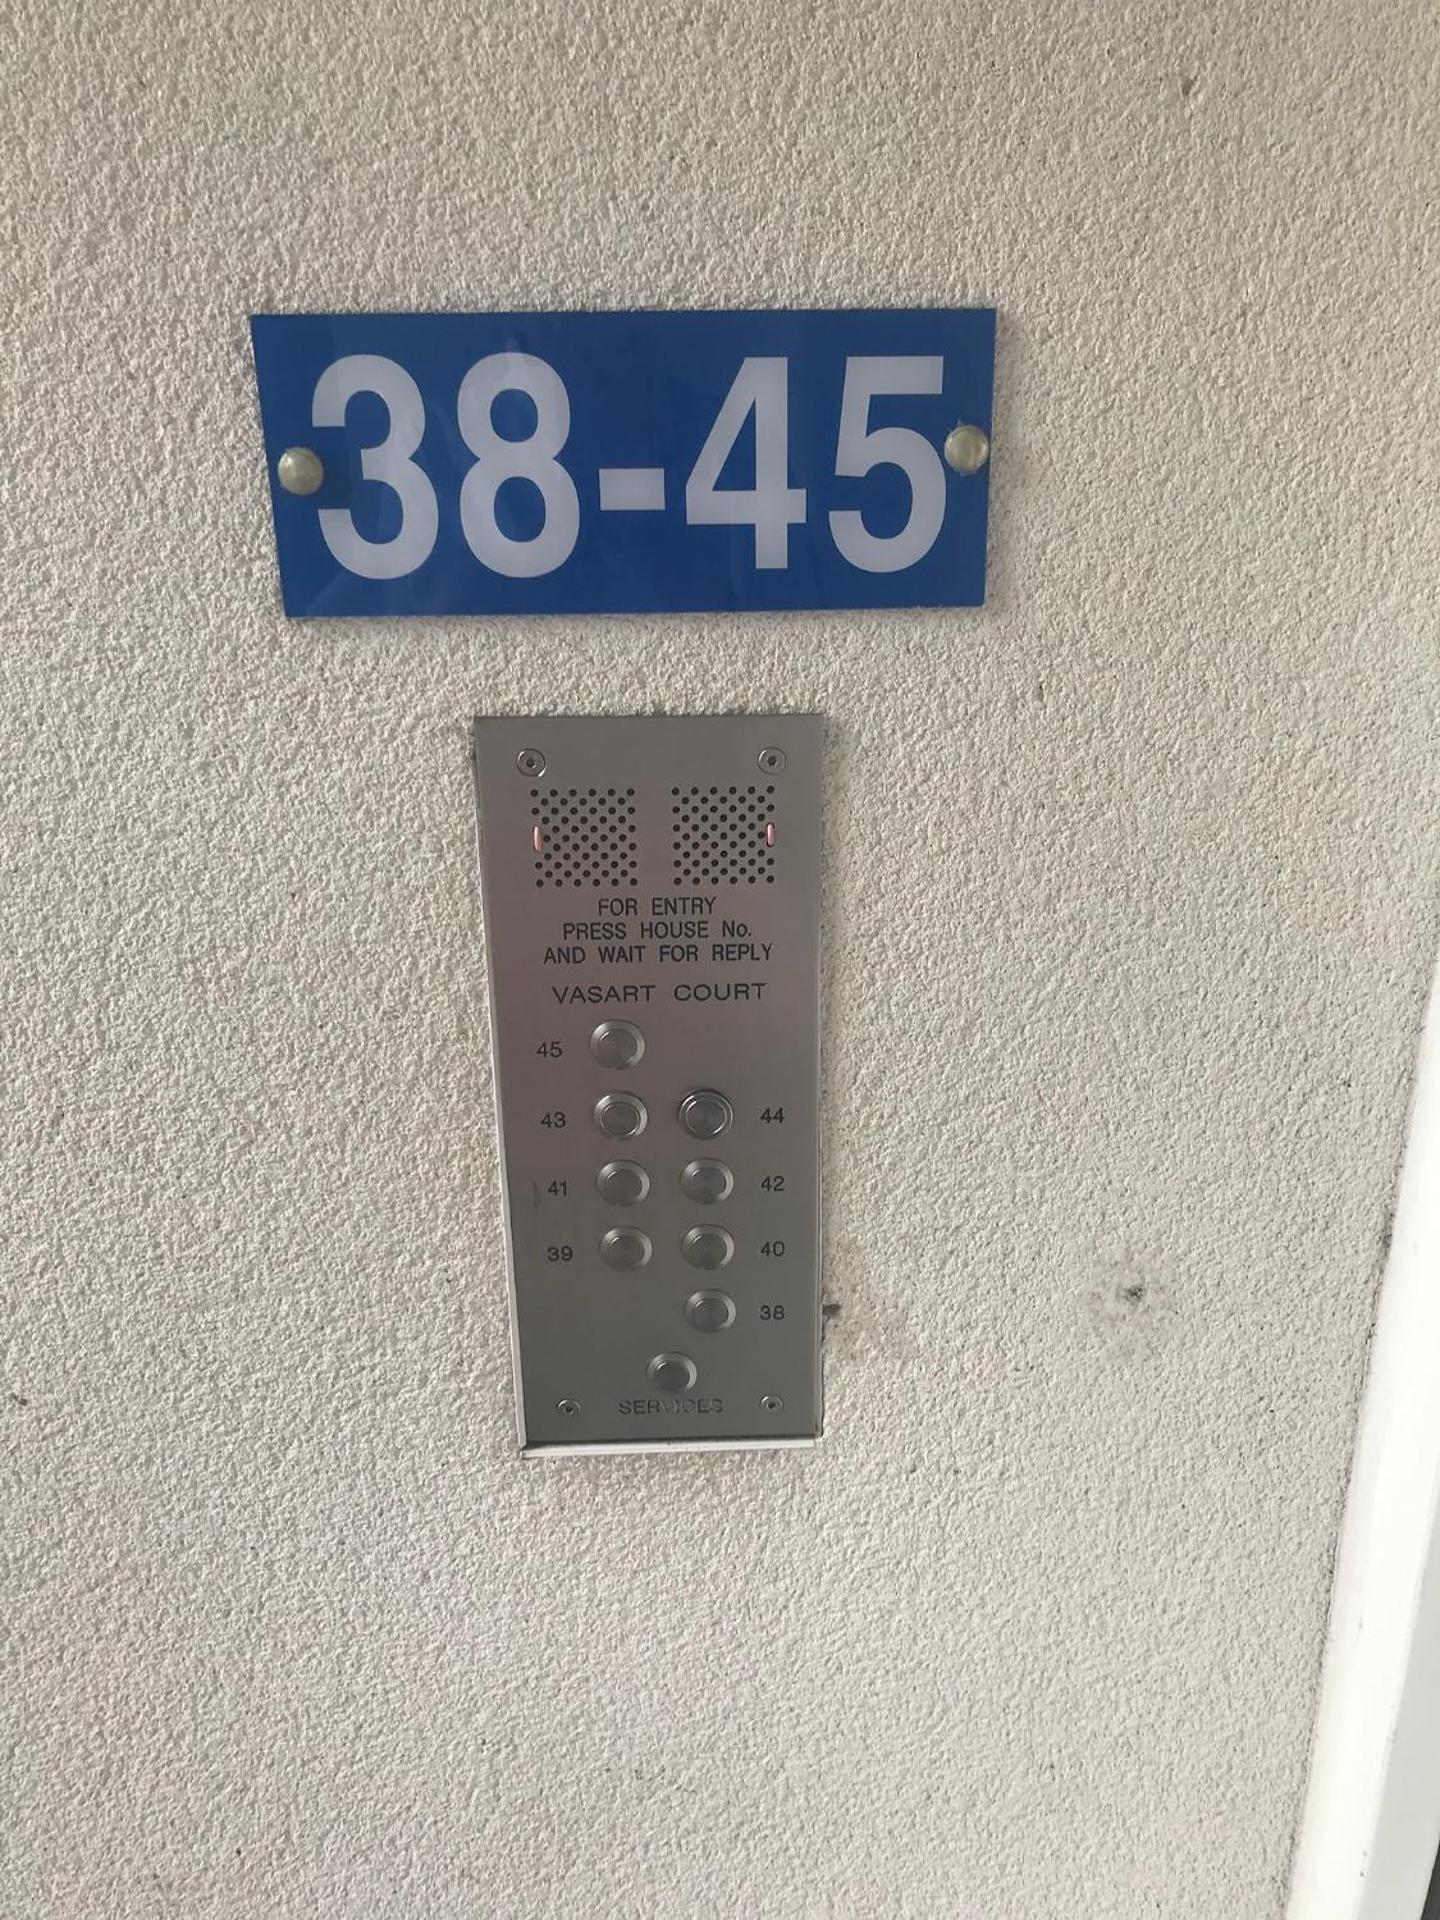 38-45
FOR ENTRY
PRESS HOUSE No.
AND WAIT FOR REPLY
VASART COURT
45
43 44
41 42
39 40
38
SERVICES